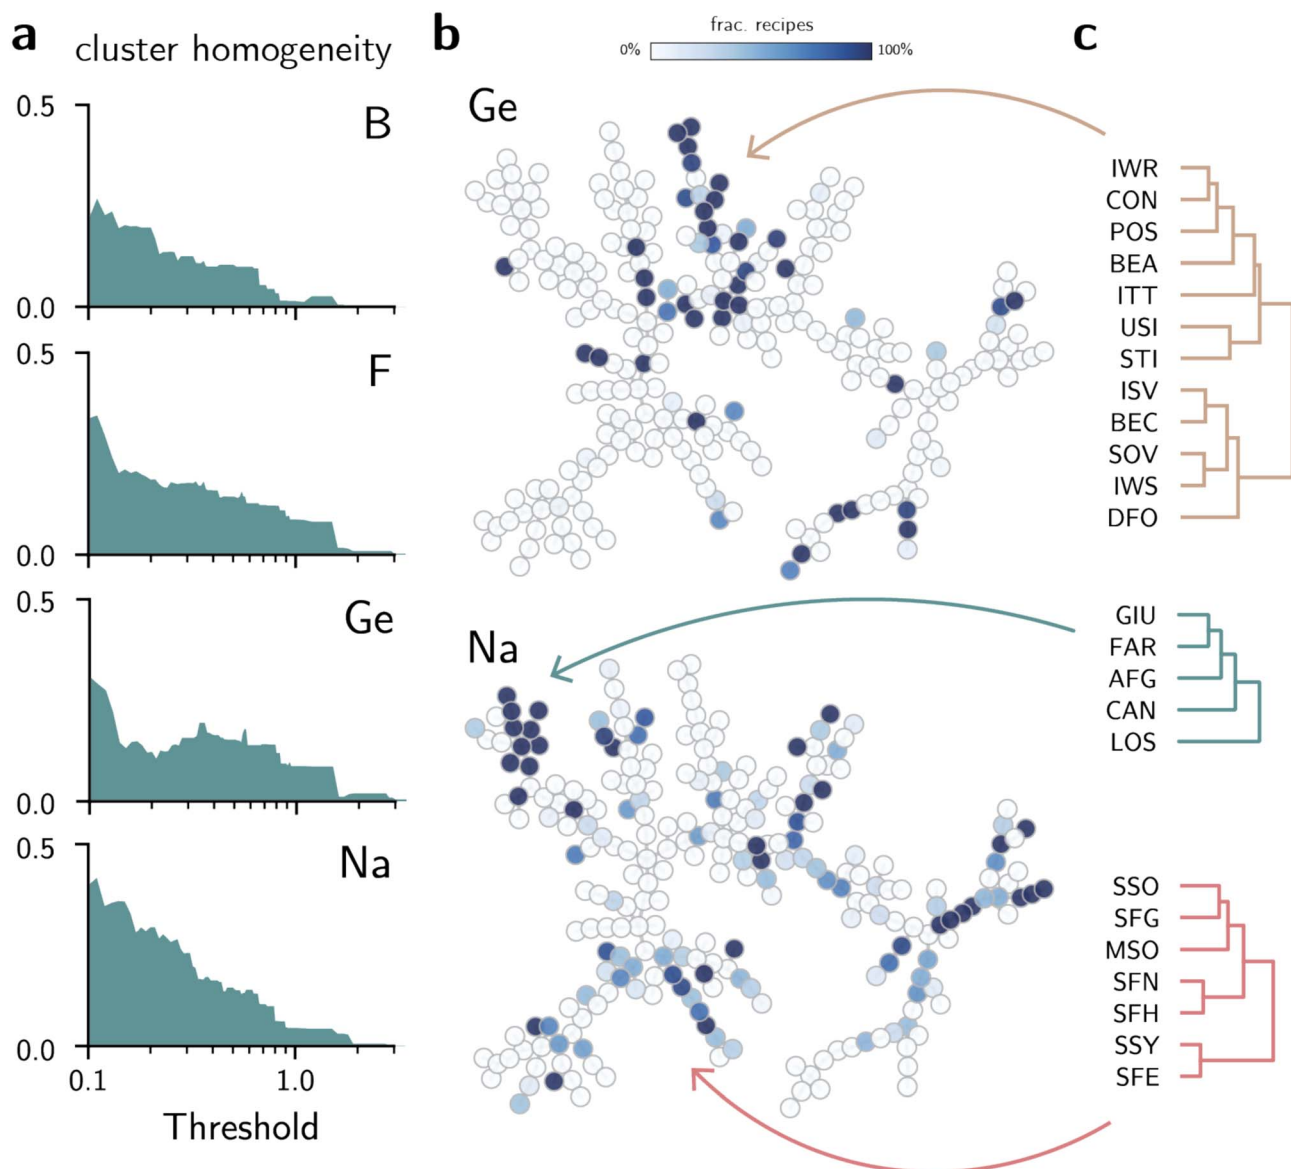 a
cluster homogeneity
0.5
B
0.0
0.5
F
0.0
0.5
Ge
0.0
0.5
Na
0.0
0.1
1.0
Threshold
b
frac. recipes
0%
100%
Ge
Na
c
IWR
CON
POS
BEA
ITT
USI
STI
ISV
BEC
SOV
IWS
DFO
GIU
FAR
AFG
CAN
LOS
SSO
SFG
MSO
SFN
SFH
SSY
SFE